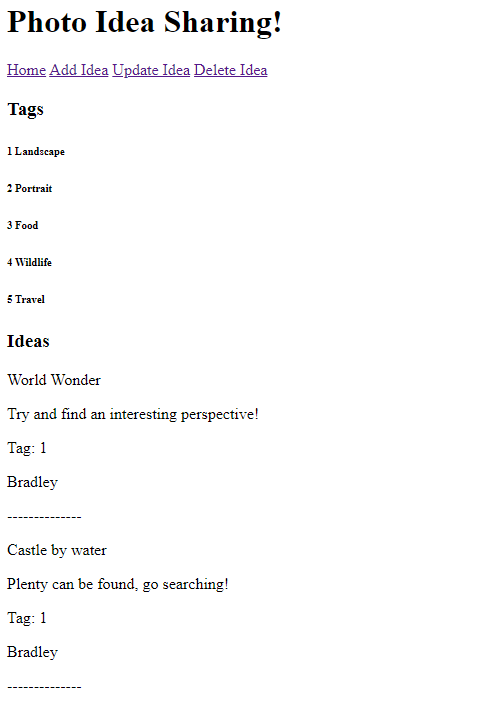 Photo Idea Sharing!
Home Add Idea Update Idea Delete Idea
Tags
1 Landscape
2 Portrait
3 Food
4 Wildlife
5 Travel
Ideas
World Wonder
Try and find an interesting perspective!
Tag: 1
Bradley
--------------
Castle by water
Plenty can be found, go searching!
Tag: 1
Bradley
--------------